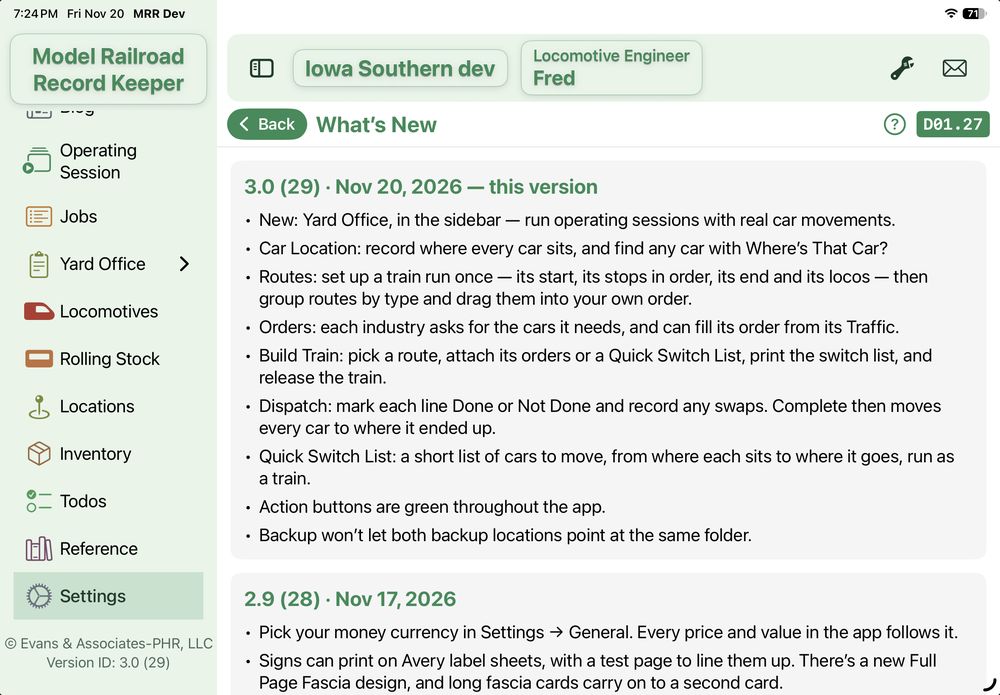 7:24 PM Fri Nov 20 MRR Dev
71
Model Railroad
Record Keeper
Iowa Southern dev
Locomotive Engineer
Fred
Blog
Operating
Session
Jobs
Yard Office
Locomotives
Rolling Stock
Locations
Inventory
Todos
Reference
Settings
© Evans & Associates-PHR, LLC
Version ID: 3.0 (29)
Back
What's New
?
D01.27
3.0 (29) · Nov 20, 2026 — this version
• New: Yard Office, in the sidebar — run operating sessions with real car movements.
• Car Location: record where every car sits, and find any car with Where's That Car?
• Routes: set up a train run once — its start, its stops in order, its end and its locos — then
group routes by type and drag them into your own order.
• Orders: each industry asks for the cars it needs, and can fill its order from its Traffic.
• Build Train: pick a route, attach its orders or a Quick Switch List, print the switch list, and
release the train.
• Dispatch: mark each line Done or Not Done and record any swaps. Complete then moves
every car to where it ended up.
• Quick Switch List: a short list of cars to move, from where each sits to where it goes, run as
a train.
• Action buttons are green throughout the app.
• Backup won't let both backup locations point at the same folder.
2.9 (28) · Nov 17, 2026
• Pick your money currency in Settings → General. Every price and value in the app follows it.
• Signs can print on Avery label sheets, with a test page to line them up. There's a new Full
Page Fascia design, and long fascia cards carry on to a second card.